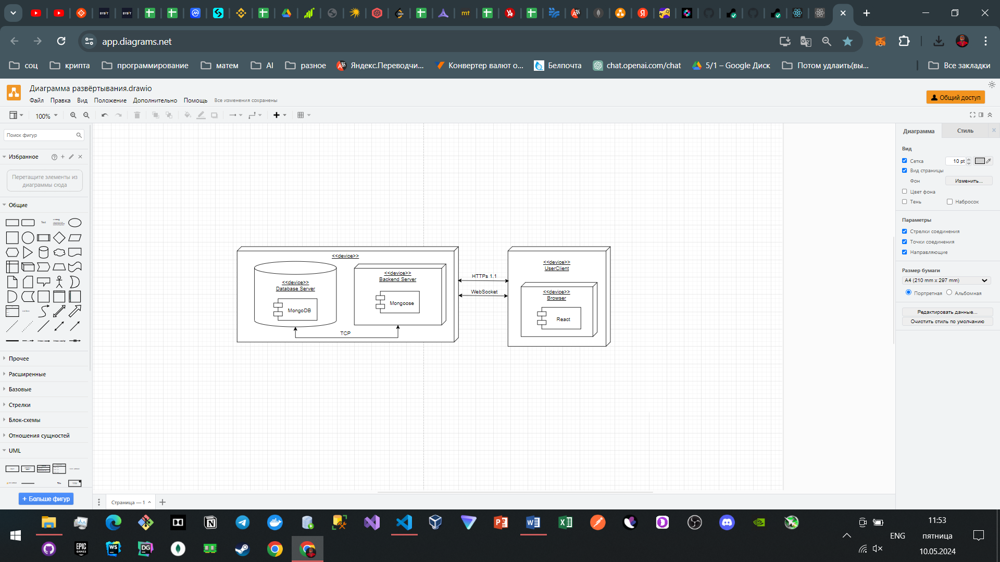 app.diagrams.net
соц
крипта
программирование
матем
AI
разное
Яндекс.Переводчи...
Конвертер валют о...
Белпочта
chat.openai.com/chat
5/1 – Google Диск
Потом удлаить(вы...
Все закладки
Диаграмма развёртывания.drawio
Файл Правка Вид Положение Дополнительно Помощь Все изменения сохранены
Общий доступ
100%
Поиск фигур
Избранное
Перетащите элементы из
диаграммы сюда
Общие
Text
Прочее
Расширенные
Базовые
Стрелки
Блок-схемы
Отношения сущностей
UML
+ Больше фигур
<<device>>
<<device>>
Database Server
MongoDB
<<device>>
Backend Server
Mongoose
TCP
HTTPs 1.1
WebSocket
<<device>>
UserClient
<<device>>
Browser
React
Страница — 1
Диаграмма
Стиль
Вид
Сетка
10 pt
Вид страницы
Фон
Изменить...
Цвет фона
Тень
Набросок
Параметры
Стрелки соединения
Точки соединения
Направляющие
Размер бумаги
A4 (210 mm x 297 mm)
Портретная
Альбомная
Редактировать данные...
Очистить стиль по умолчанию
ENG
11:53
пятница
10.05.2024